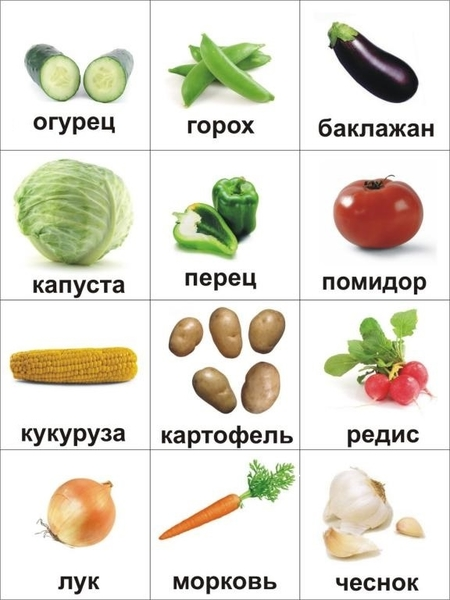 огурец
горох
баклажан
капуста
перец
помидор
кукуруза
картофель
редис
лук
морковь
чеснок